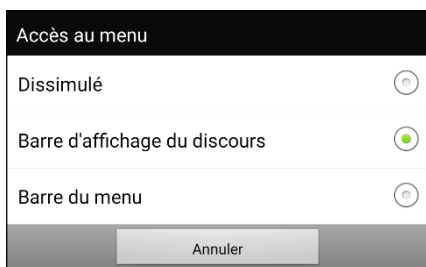 Accès au menu
Dissimulé
Barre d'affichage du discours
Barre du menu
Annuler